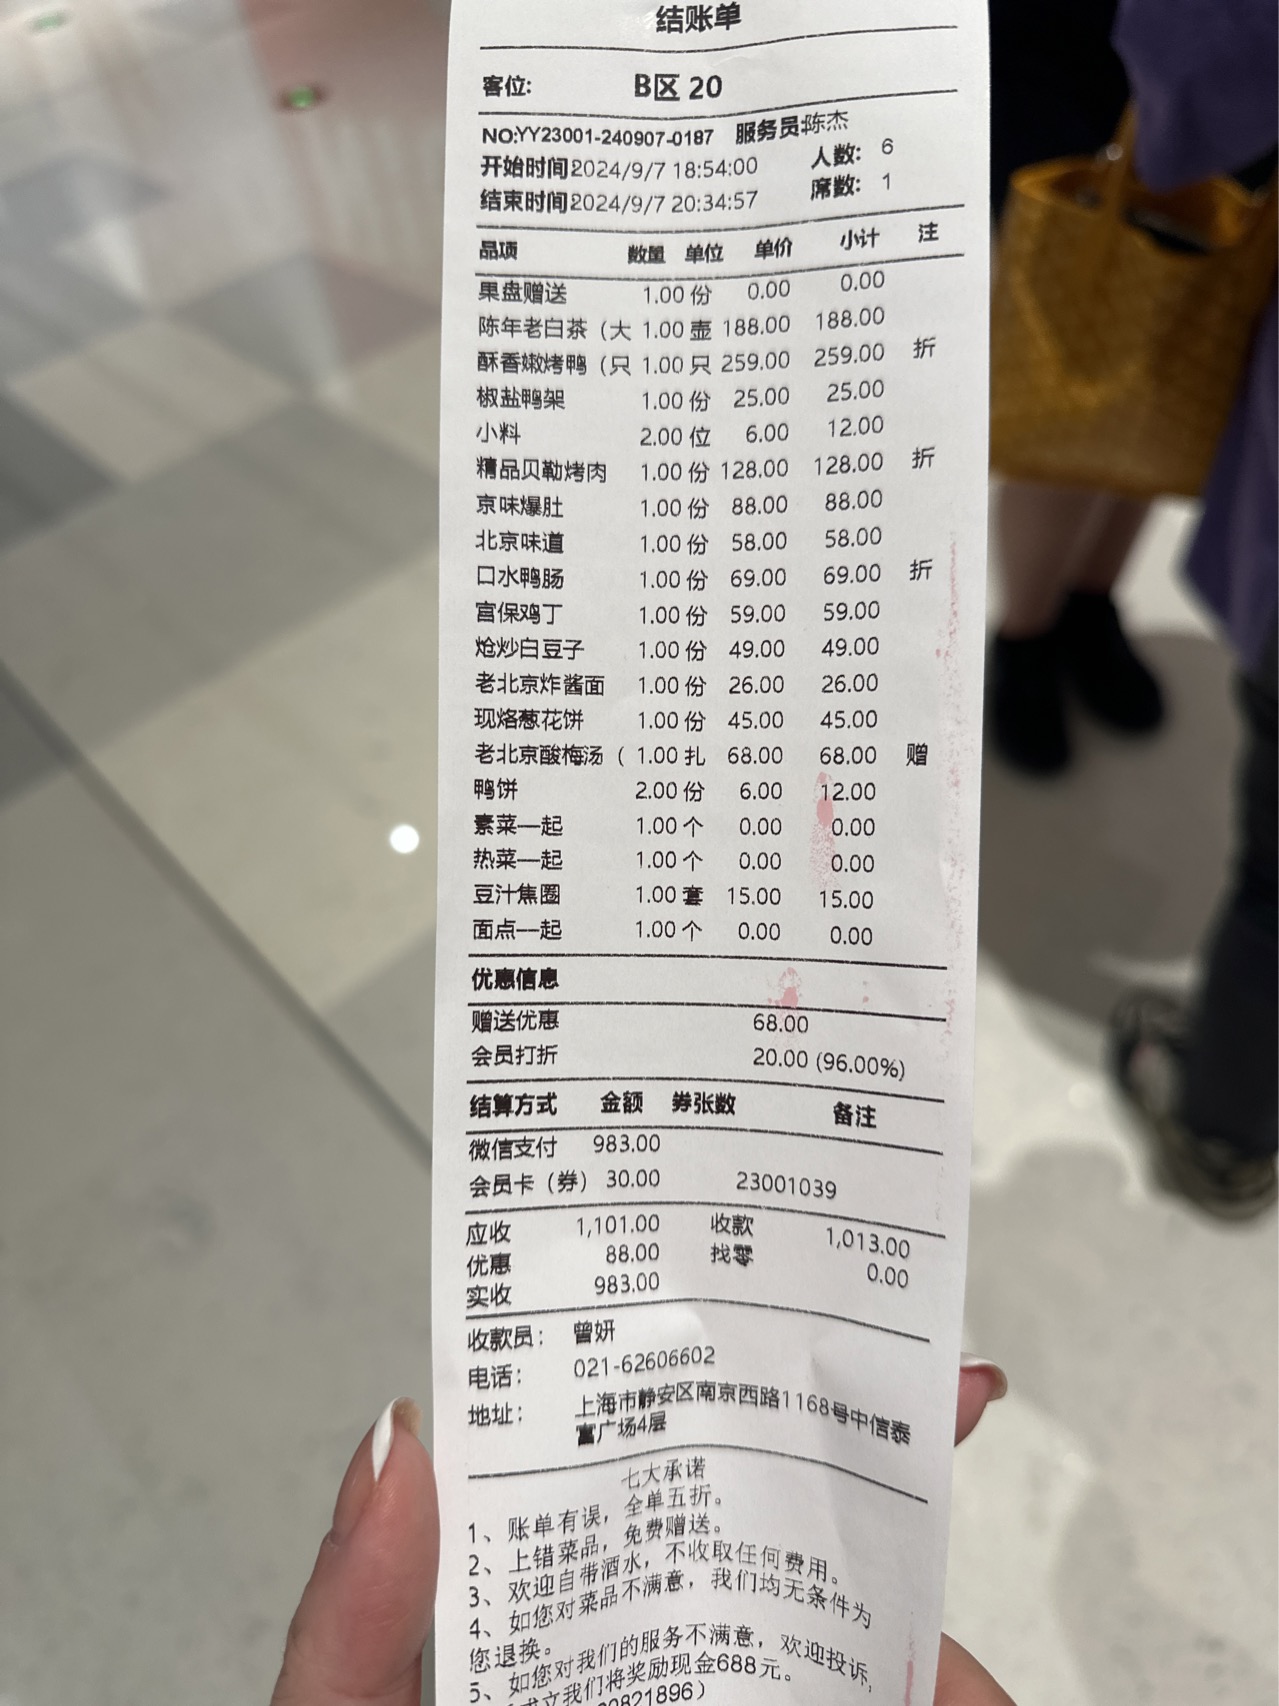 结账单
客位: B区 20
NO:YY23001-240907-0187 服务员:陈杰
开始时间2024/9/7 18:54:00 人数: 6
结束时间2024/9/7 20:34:57 席数: 1
品项 数量 单位 单价 小计 注
果盘赠送 1.00 份 0.00 0.00
陈年老白茶（大 1.00 壶 188.00 188.00
酥香嫩烤鸭（只 1.00 只 259.00 259.00 折
椒盐鸭架 1.00 份 25.00 25.00
小料 2.00 位 6.00 12.00
精品贝勒烤肉 1.00 份 128.00 128.00 折
京味爆肚 1.00 份 88.00 88.00
北京味道 1.00 份 58.00 58.00
口水鸭肠 1.00 份 69.00 69.00 折
宫保鸡丁 1.00 份 59.00 59.00
炝炒白豆子 1.00 份 49.00 49.00
老北京炸酱面 1.00 份 26.00 26.00
现烙葱花饼 1.00 份 45.00 45.00
老北京酸梅汤（ 1.00 扎 68.00 68.00 赠
鸭饼 2.00 份 6.00 12.00
素菜一起 1.00 个 0.00 0.00
热菜一起 1.00 个 0.00 0.00
豆汁焦圈 1.00 套 15.00 15.00
面点一起 1.00 个 0.00 0.00
优惠信息
赠送优惠 68.00
会员打折 20.00 (96.00%)
结算方式 金额 券张数 备注
微信支付 983.00
会员卡（券） 30.00 23001039
应收 1,101.00 收款 1,013.00
优惠 88.00 找零 0.00
实收 983.00
收款员: 曾妍
电话: 021-62606602
地址: 上海市静安区南京西路1168号中信泰
富广场4层
七大承诺
1、账单有误，全单五折。
2、上错菜品，免费赠送。
3、欢迎自带酒水，不收取任何费用。
4、如您对菜品不满意，我们均无条件为
您退换。
5、如您对我们的服务不满意，欢迎投诉，
我们将奖励现金688元。
0821896）